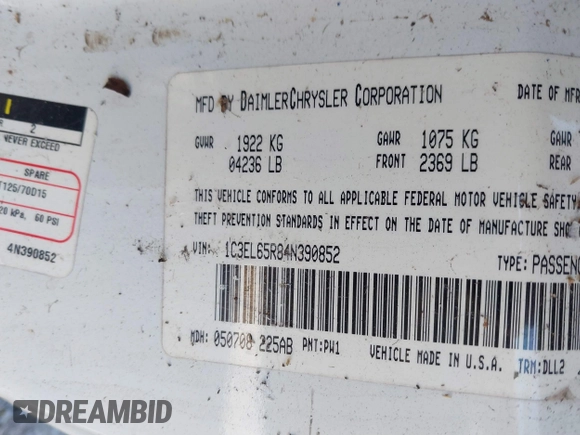 MFD BY DAIMLERCHRYSLER CORPORATION
DATE OF MFR
GVWR 1922 KG
04236 LB
GAWR FRONT 1075 KG
2369 LB
GAWR REAR
THIS VEHICLE CONFORMS TO ALL APPLICABLE FEDERAL MOTOR VEHICLE SAFETY,
THEFT PREVENTION STANDARDS IN EFFECT ON THE DATE OF MANUFACTURE SHO
VIN: 1C3EL65R84N390852
TYPE: PASSENG
MDH: 050708 225AB
PNT: PW1
VEHICLE MADE IN U.S.A.
TRM: DLL2
2
NEVER EXCEED
SPARE
T125/70D15
20 kPa, 60 PSI
4N390852
DREAMBID